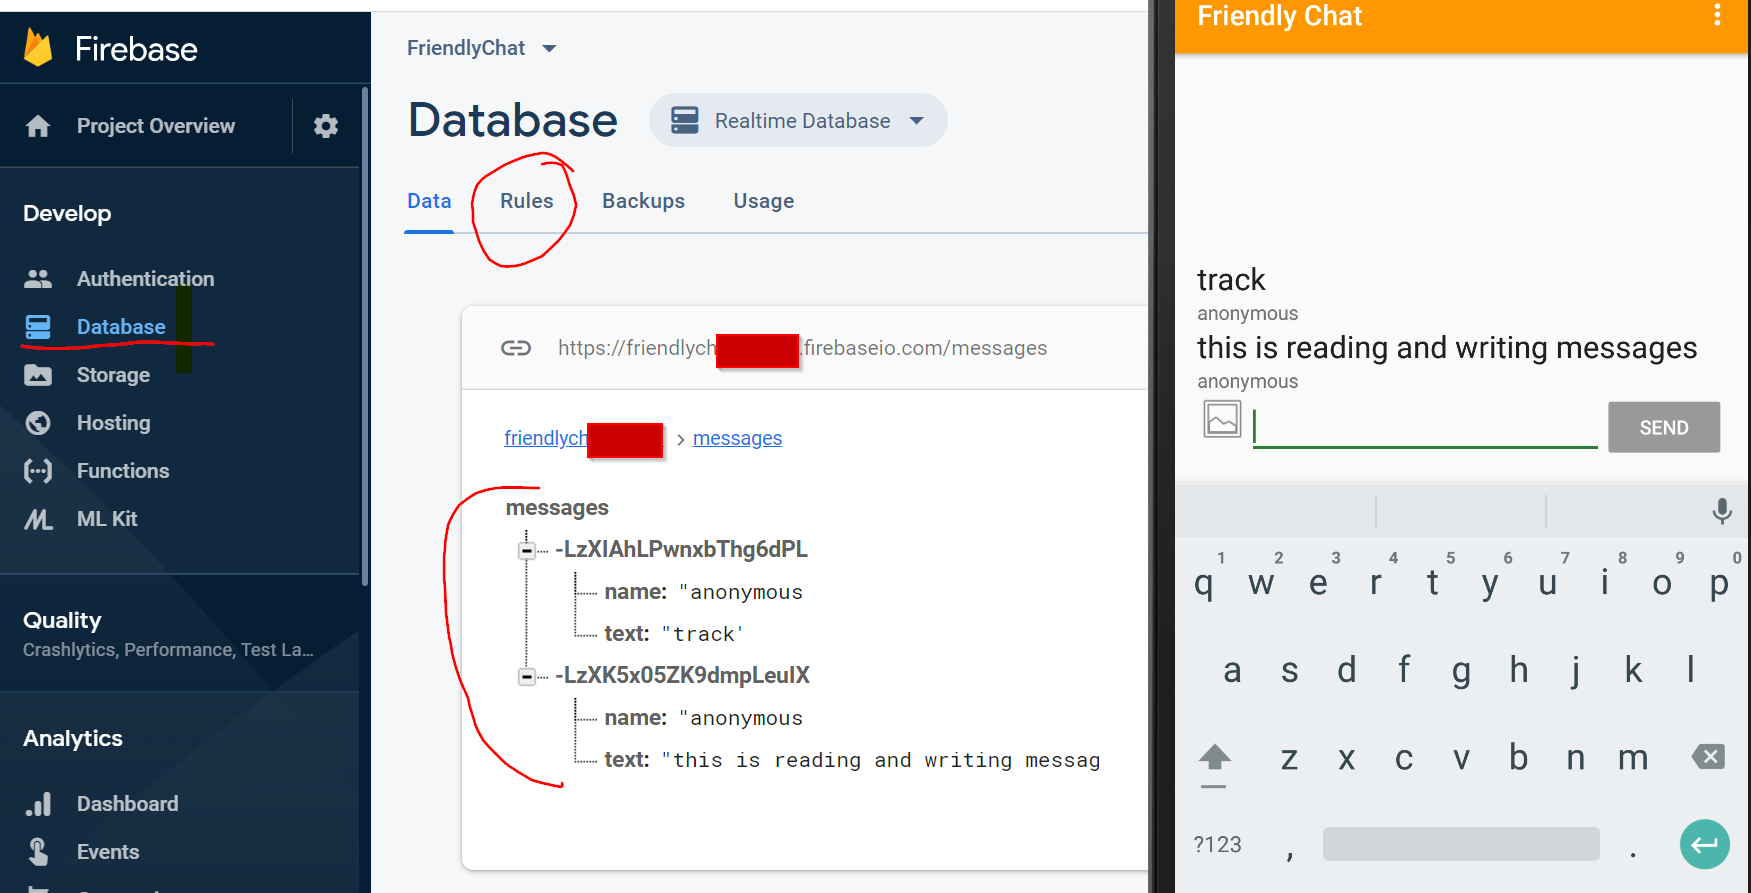 Firebase
Project Overview
Develop
Authentication
Database
Storage
Hosting
Functions
ML Kit
Quality
Crashlytics, Performance, Test La...
Analytics
Dashboard
Events
FriendlyChat
Database
Realtime Database
Data Rules Backups Usage
https://friendlych .firebaseio.com/messages
friendlych > messages
messages
-LzXIAhLPwnxbThg6dPL
name: "anonymous
text: "track'
-LzXK5x05ZK9dmpLeuIX
name: "anonymous
text: "this is reading and writing messag
Friendly Chat
track
anonymous
this is reading and writing messages
anonymous
SEND
1 2 3 4 5 6 7 8 9 0
q w e r t y u i o p
a s d f g h j k l
z x c v b n m
?123 , .